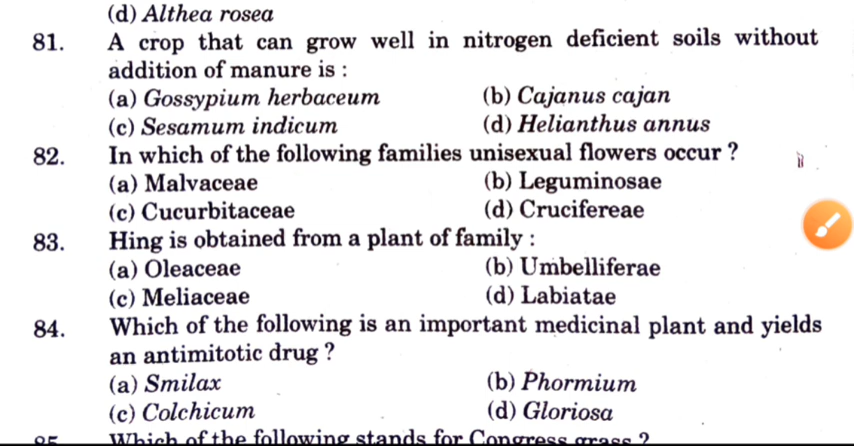 (d) Althea rosea
81. A crop that can grow well in nitrogen deficient soils without
addition of manure is :
(a) Gossypium herbaceum (b) Cajanus cajan
(c) Sesamum indicum (d) Helianthus annus
82. In which of the following families unisexual flowers occur ?
(a) Malvaceae (b) Leguminosae
(c) Cucurbitaceae (d) Crucifereae
83. Hing is obtained from a plant of family :
(a) Oleaceae (b) Umbelliferae
(c) Meliaceae (d) Labiatae
84. Which of the following is an important medicinal plant and yields
an antimitotic drug ?
(a) Smilax (b) Phormium
(c) Colchicum (d) Gloriosa
85. Which of the following stands for Congress grass ?